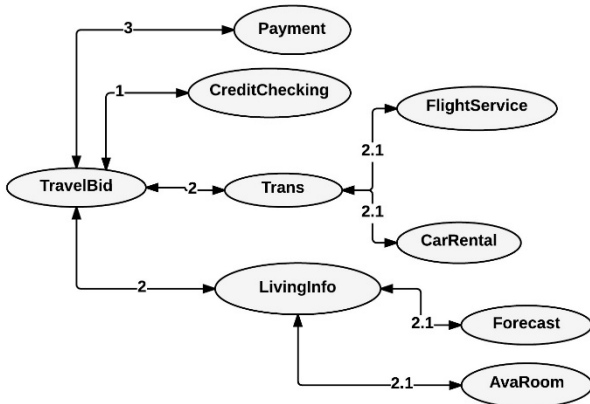 3
Payment
1
CreditChecking
FlightService
2.1
TravelBid
2
Trans
2.1
CarRental
2
LivingInfo
2.1
Forecast
2.1
AvaRoom